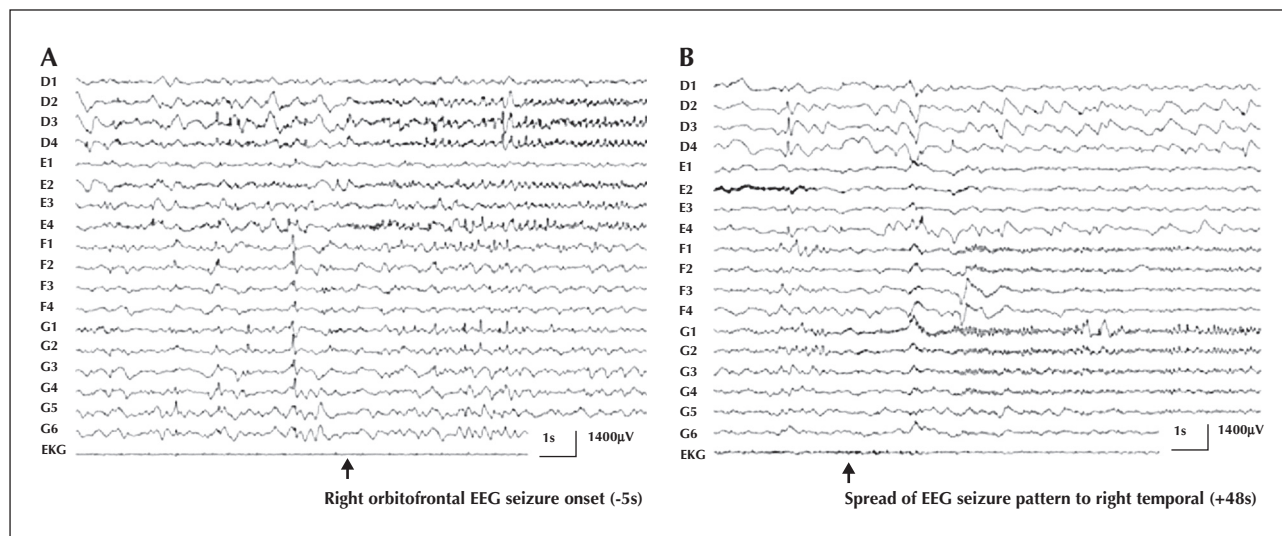 A
D1
D2
D3
D4
E1
E2
E3
E4
F1
F2
F3
F4
G1
G2
G3
G4
G5
G6
EKG
1s
1400µV
Right orbitofrontal EEG seizure onset (-5s)
B
D1
D2
D3
D4
E1
E2
E3
E4
F1
F2
F3
F4
G1
G2
G3
G4
G5
G6
EKG
1s
1400µV
Spread of EEG seizure pattern to right temporal (+48s)